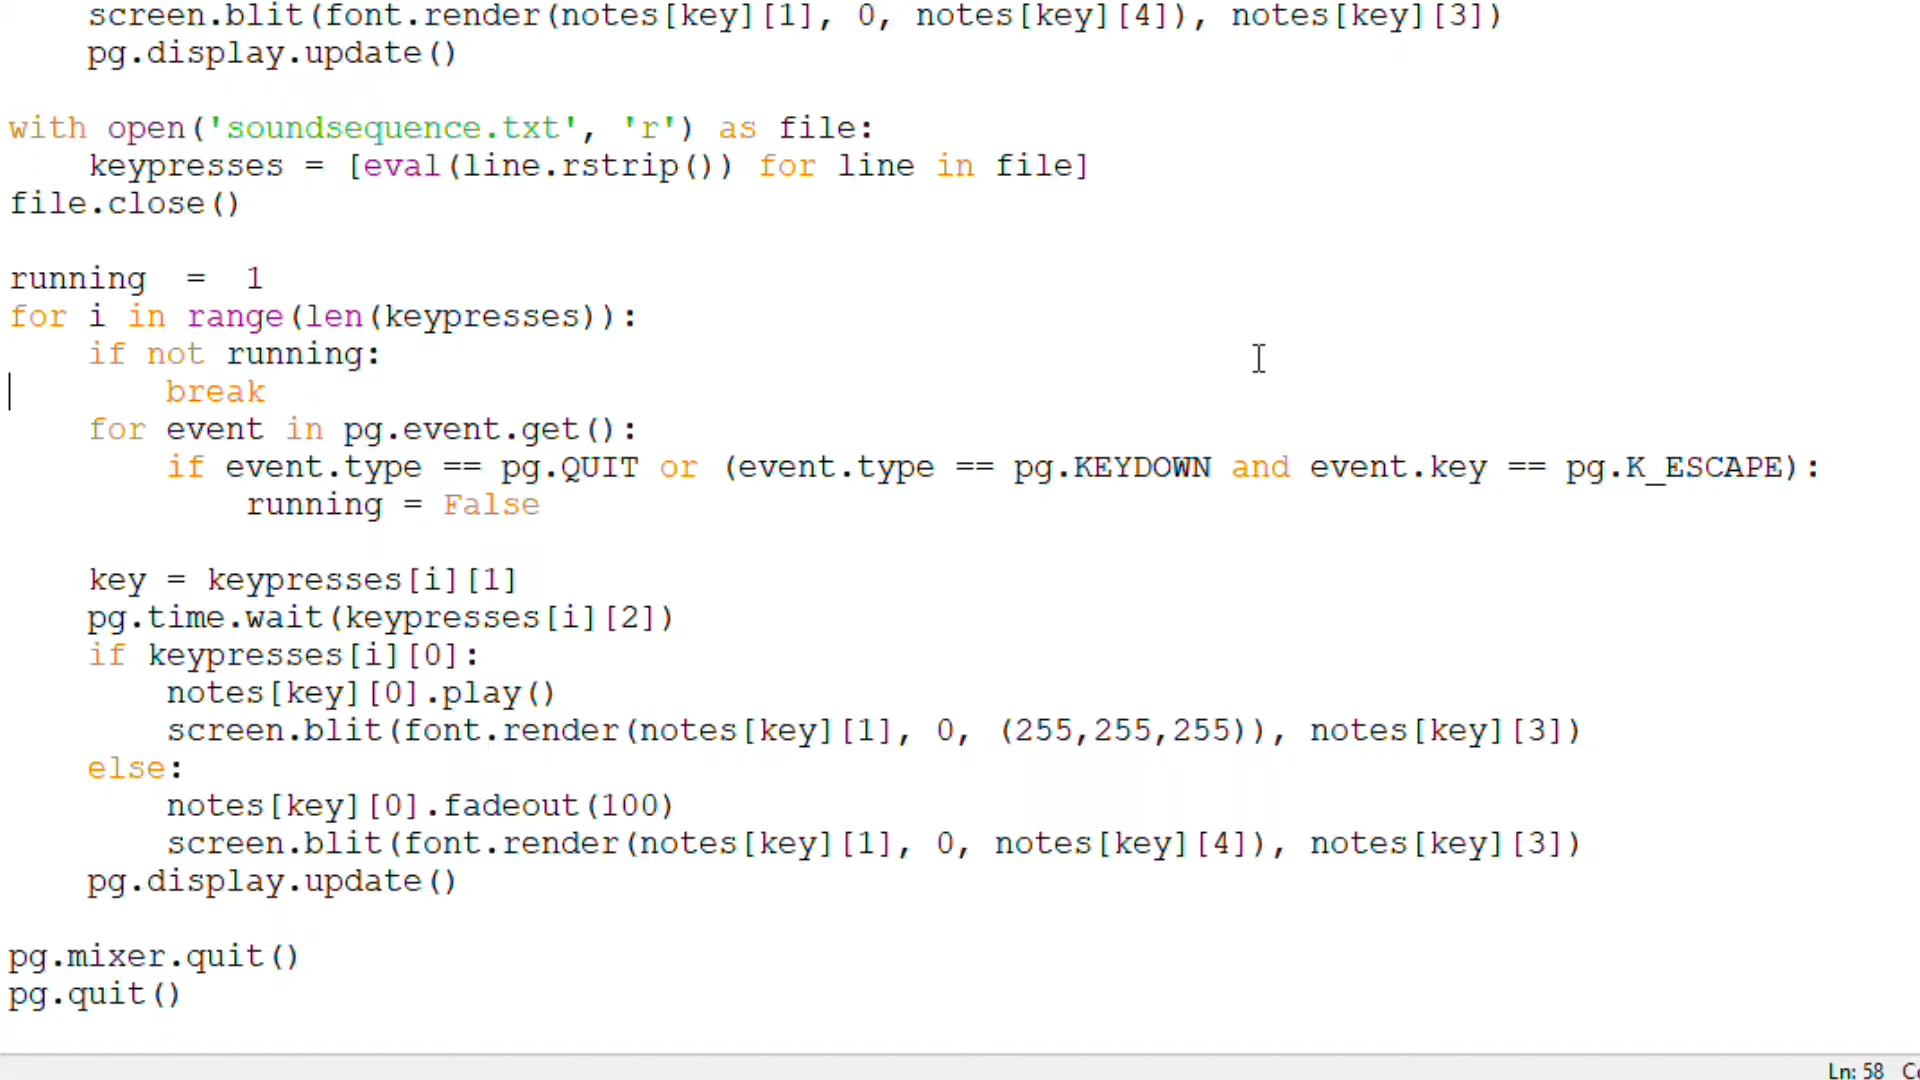 screen.blit(font.render(notes[key][1], 0, notes[key][4]), notes[key][3])
    pg.display.update()

with open('soundsequence.txt', 'r') as file:
    keypresses = [eval(line.rstrip()) for line in file]
file.close()

running  =  1
for i in range(len(keypresses)):
    if not running:
        break
    for event in pg.event.get():
        if event.type == pg.QUIT or (event.type == pg.KEYDOWN and event.key == pg.K_ESCAPE):
            running = False

    key = keypresses[i][1]
    pg.time.wait(keypresses[i][2])
    if keypresses[i][0]:
        notes[key][0].play()
        screen.blit(font.render(notes[key][1], 0, (255,255,255)), notes[key][3])
    else:
        notes[key][0].fadeout(100)
        screen.blit(font.render(notes[key][1], 0, notes[key][4]), notes[key][3])
    pg.display.update()

pg.mixer.quit()
pg.quit()
Ln: 58